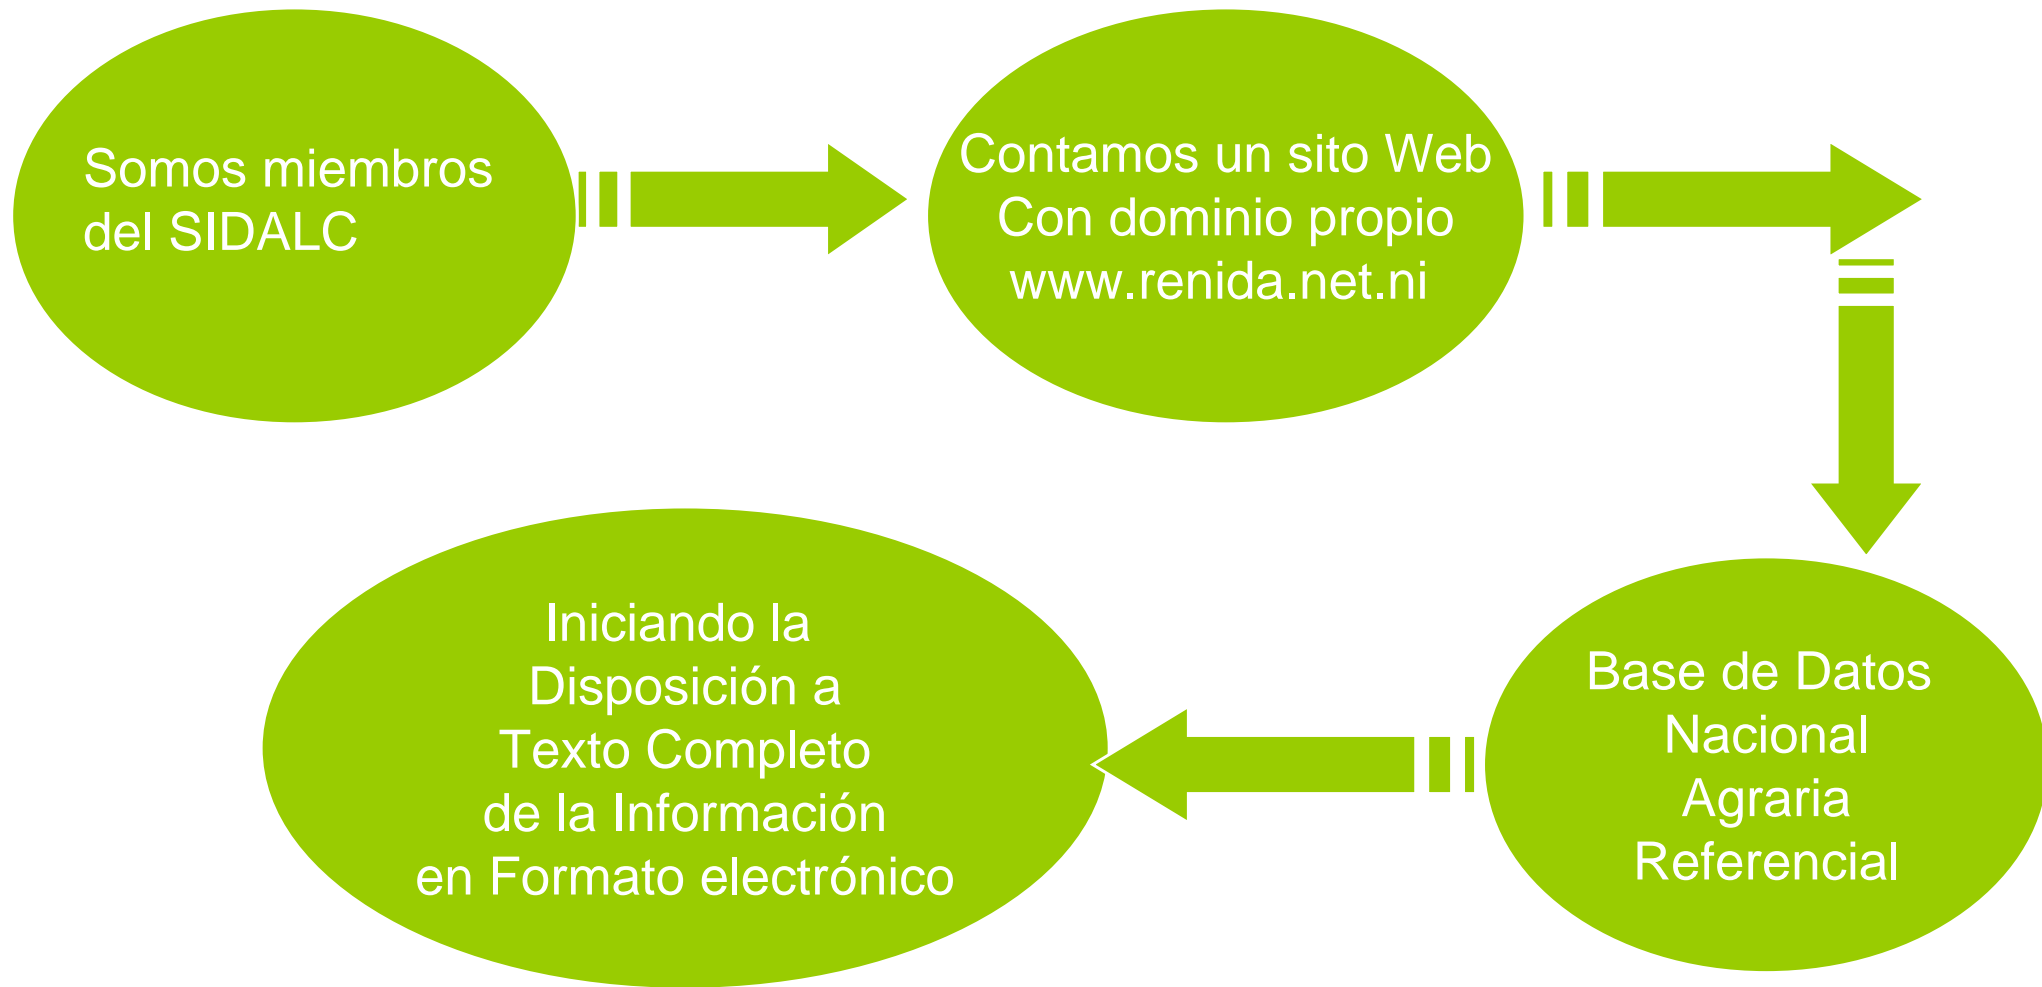 Somos miembros
del SIDALC
Contamos un sito Web
Con dominio propio
www.renida.net.ni
Base de Datos
Nacional
Agraria
Referencial
Iniciando la
Disposición a
Texto Completo
de la Información
en Formato electrónico